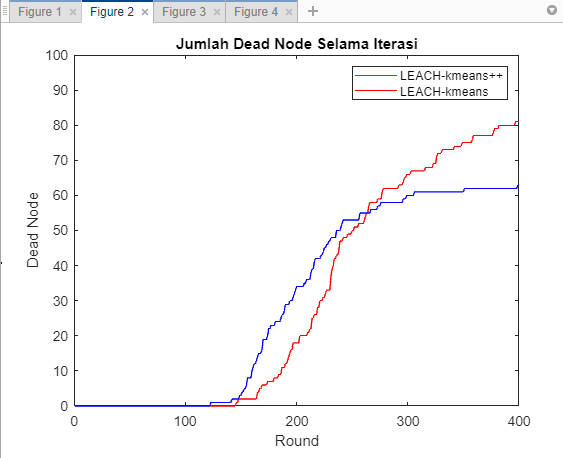 Figure 1 × Figure 2 × Figure 3 × Figure 4 × +
Jumlah Dead Node Selama Iterasi
LEACH-kmeans++
LEACH-kmeans
100
90
80
70
60
50
40
30
20
10
0
Dead Node
0 100 200 300 400
Round